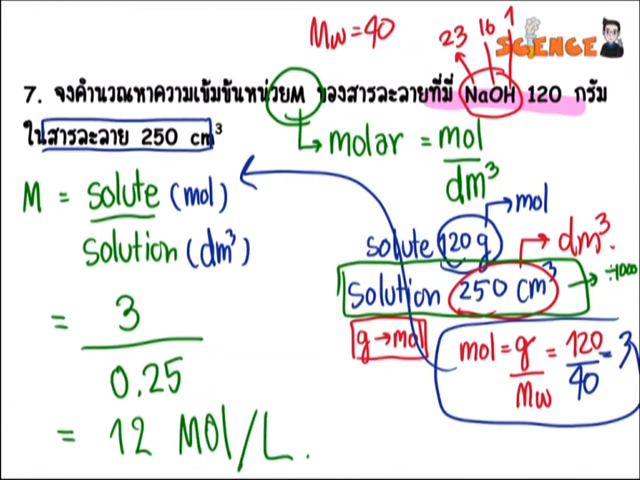 Mw=40
23 16 1
SCIENCE
7. จงคำนวณหาความเข้มข้นหน่วยM ของสารละลายที่มี NaOH 120 กรัม
ในสารละลาย 250 cm³
→ molar = mol/dm³
M = solute (mol)
solution (dm³)
solute 120 g → mol
solution 250 cm³ → dm³.
→ ÷1000
g→mol
mol = g/Mw = 120/40 = 3
= 3/0.25
= 12 MOL/L.